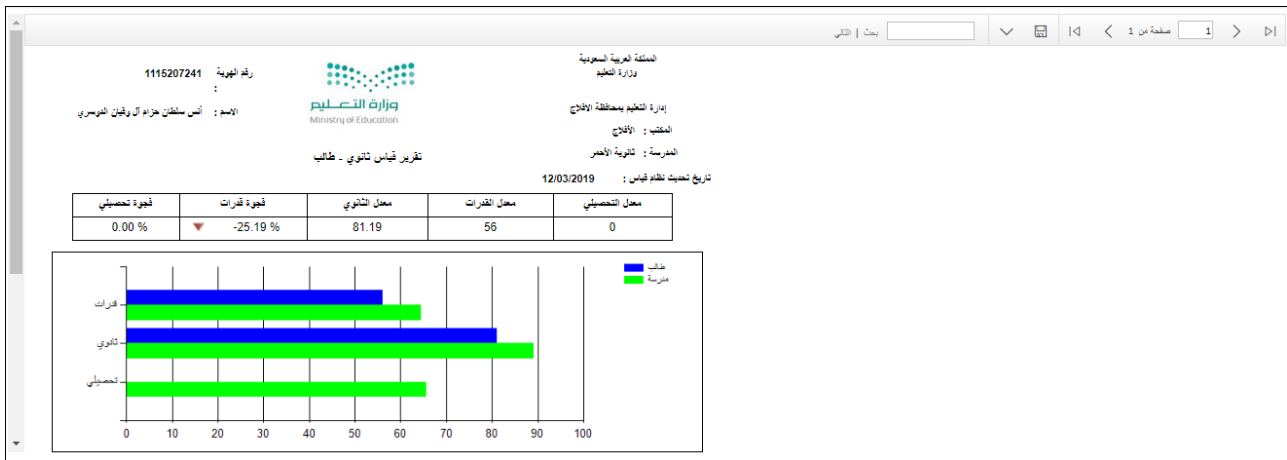 صفحة من 1 1
بحث | التالي
المملكة العربية السعودية
وزارة التعليم
إدارة التعليم بمحافظة الافلاج
المكتب : الأفلاج
المدرسة : ثانوية الأحمر
تاريخ تحديث نظام قياس : 12/03/2019
وزارة التعليم
Ministry of Education
تقرير قياس ثانوي - طالب
رقم الهوية : 1115207241
الاسم : أنس سلطان حزام آل وقيان الدوسري
معدل التحصيلي معدل القدرات معدل الثانوي فجوة قدرات فجوة تحصيلي
0 56 81.19 -25.19 % 0.00 %
طالب
مدرسة
قدرات
ثانوي
تحصيلي
0 10 20 30 40 50 60 70 80 90 100